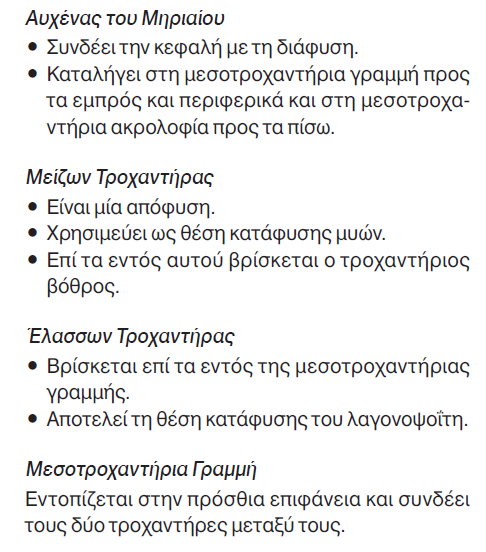 Αυχένας του Μηριαίου
• Συνδέει την κεφαλή με τη διάφυση.
• Καταλήγει στη μεσοτροχαντήρια γραμμή προς
τα εμπρός και περιφερικά και στη μεσοτροχα-
ντήρια ακρολοφία προς τα πίσω.
Μείζων Τροχαντήρας
• Είναι μία απόφυση.
• Χρησιμεύει ως θέση κατάφυσης μυών.
• Επί τα εντός αυτού βρίσκεται ο τροχαντήριος
βόθρος.
Έλασσων Τροχαντήρας
• Βρίσκεται επί τα εντός της μεσοτροχαντήριας
γραμμής.
• Αποτελεί τη θέση κατάφυσης του λαγονοψοΐτη.
Μεσοτροχαντήρια Γραμμή
Εντοπίζεται στην πρόσθια επιφάνεια και συνδέει
τους δύο τροχαντήρες μεταξύ τους.